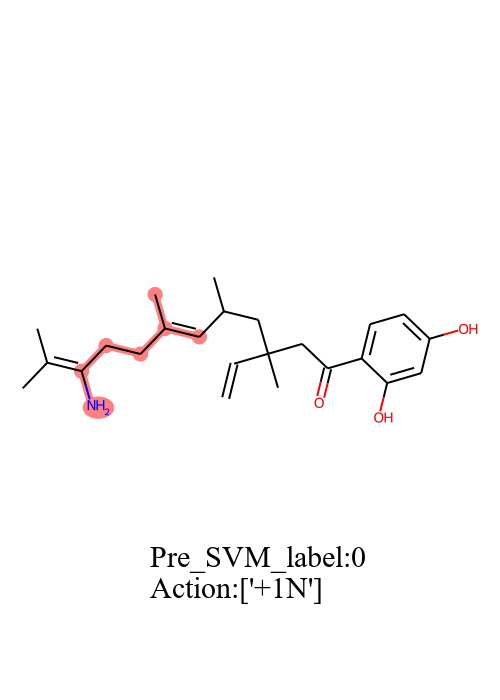 OH
NH2
O
OH
Pre_SVM_label:0
Action:['+1N']